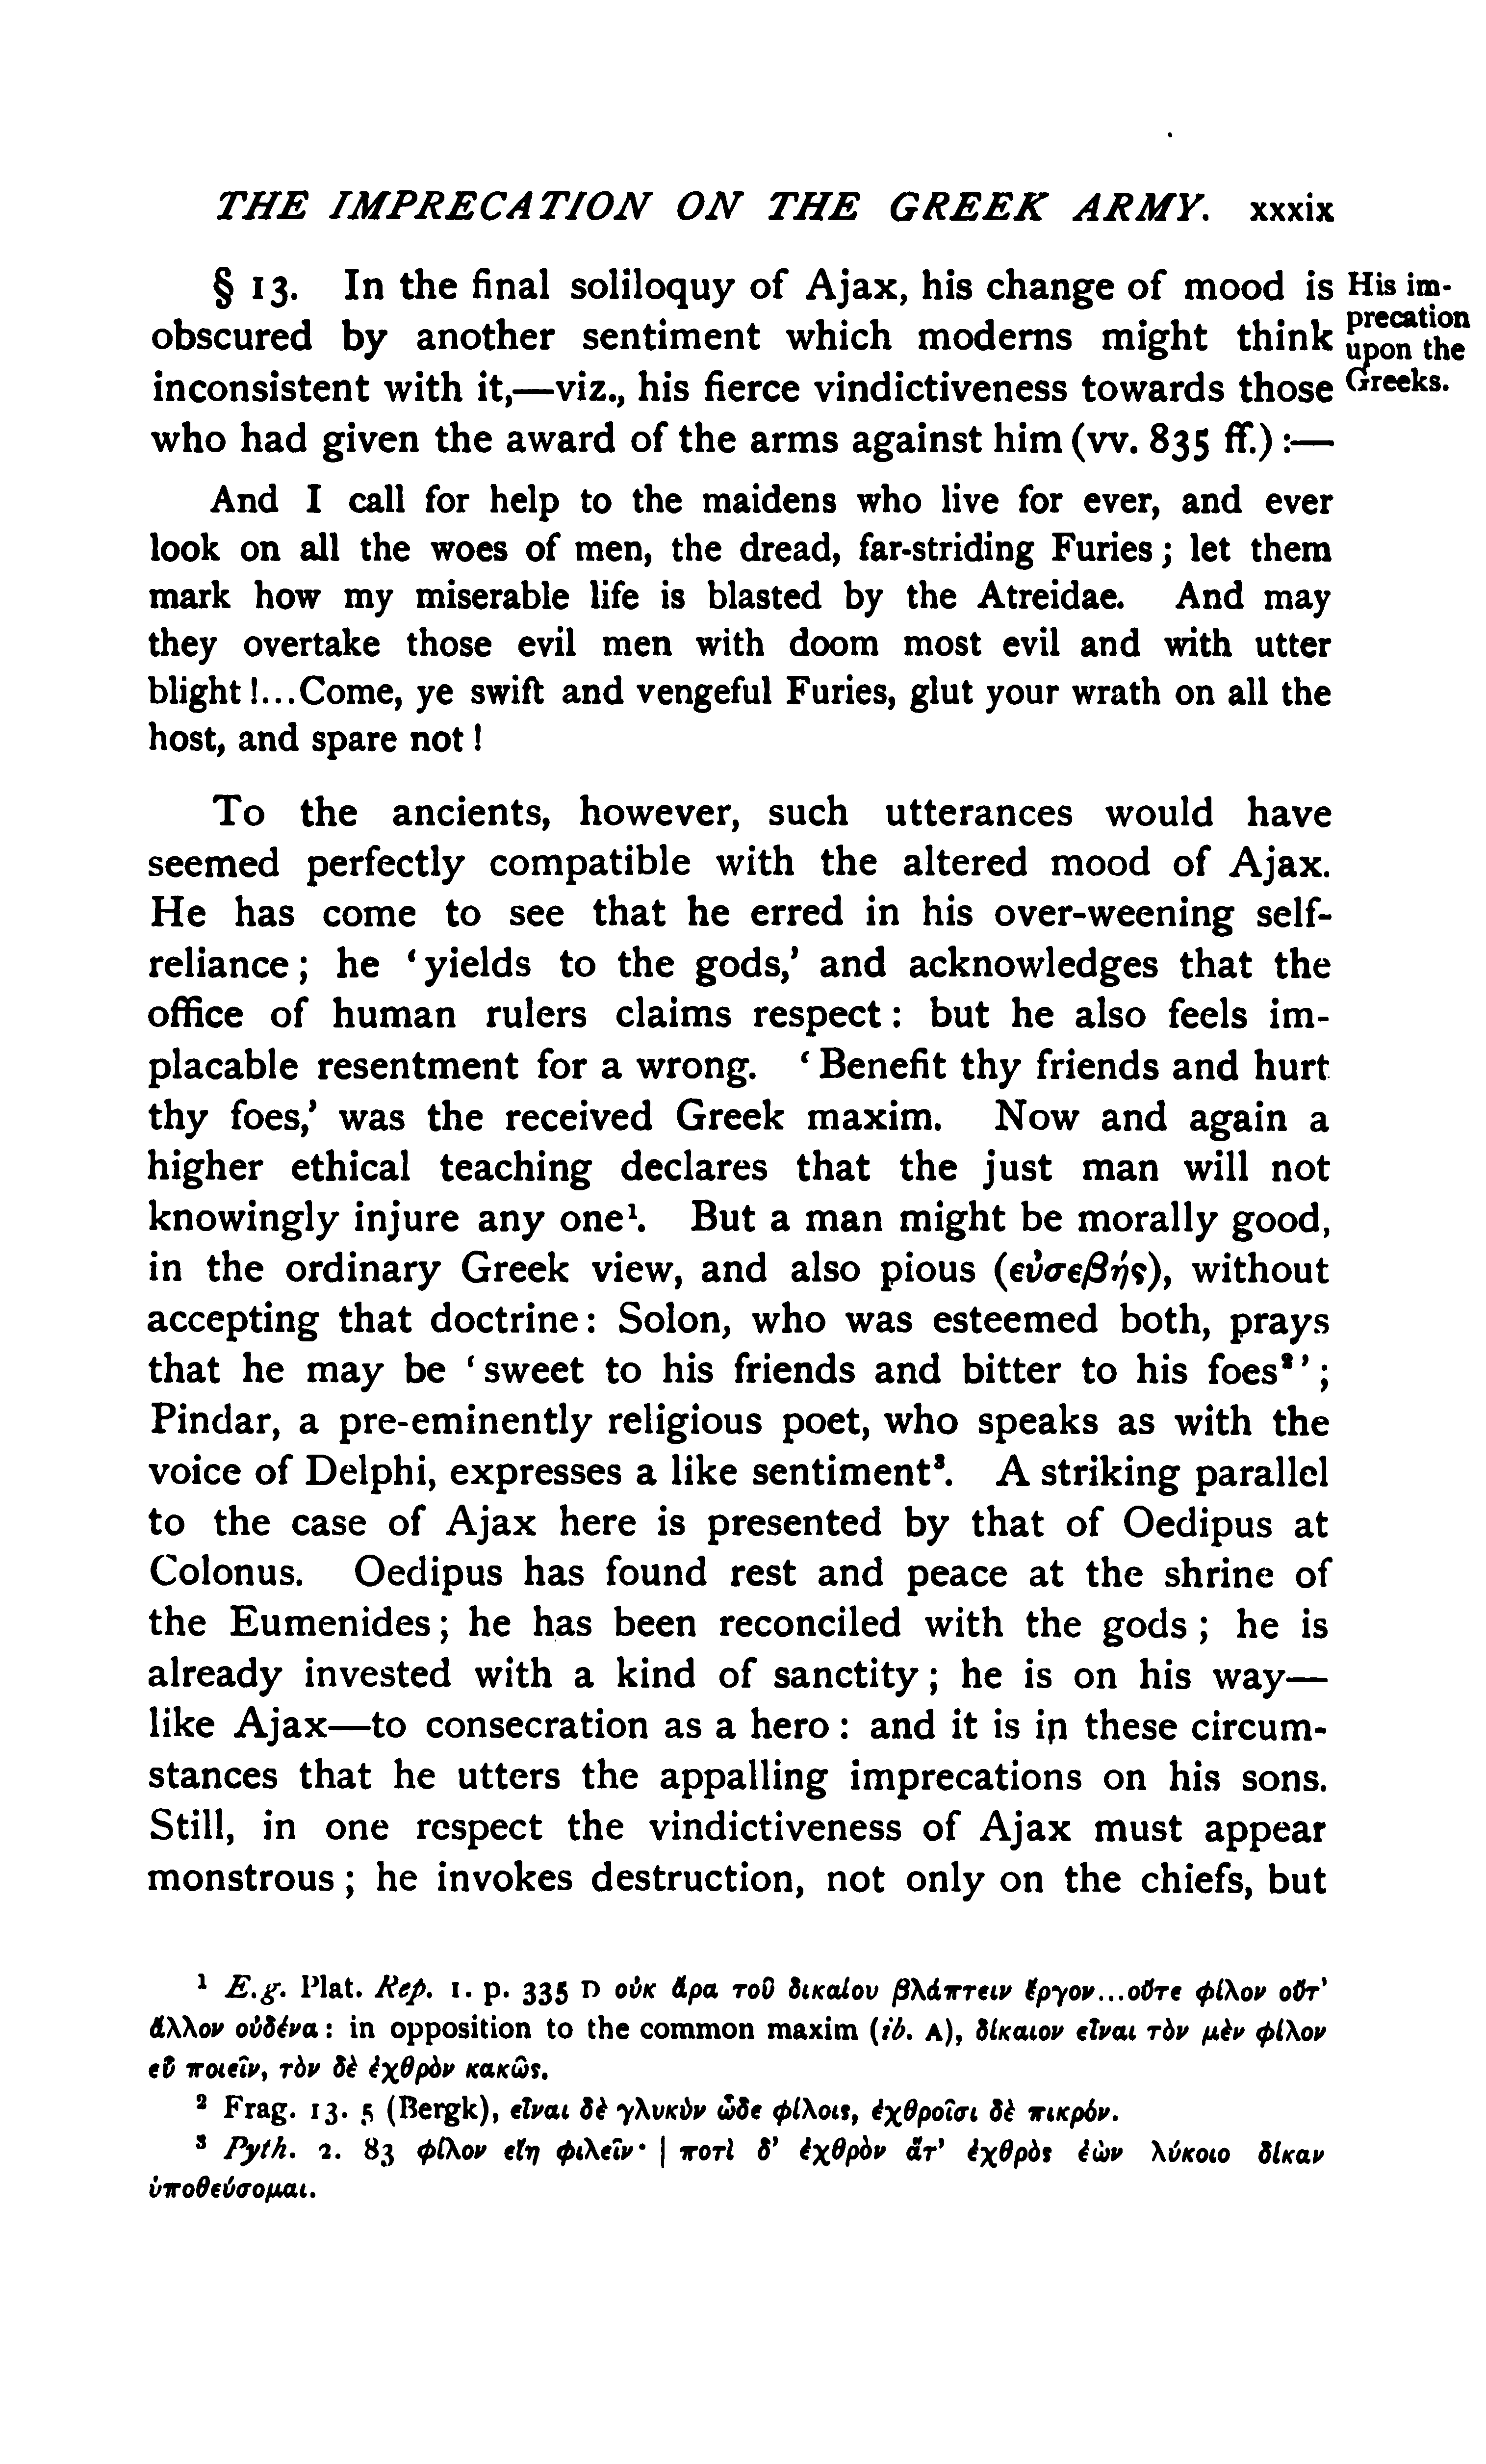 THE IMPRECATION ON THE GREEK ARMY. xxxix
§ 13. In the final soliloquy of Ajax, his change of mood is
obscured by another sentiment which moderns might think
inconsistent with it,—viz., his fierce vindictiveness towards those
who had given the award of the arms against him (vv. 835 ff.) :—
His im-
precation
upon the
Greeks.
And I call for help to the maidens who live for ever, and ever
look on all the woes of men, the dread, far-striding Furies; let them
mark how my miserable life is blasted by the Atreidae. And may
they overtake those evil men with doom most evil and with utter
blight!...Come, ye swift and vengeful Furies, glut your wrath on all the
host, and spare not!
To the ancients, however, such utterances would have
seemed perfectly compatible with the altered mood of Ajax.
He has come to see that he erred in his over-weening self-
reliance; he ‘yields to the gods,’ and acknowledges that the
office of human rulers claims respect: but he also feels im-
placable resentment for a wrong. ‘Benefit thy friends and hurt
thy foes,’ was the received Greek maxim. Now and again a
higher ethical teaching declares that the just man will not
knowingly injure any one¹. But a man might be morally good,
in the ordinary Greek view, and also pious (εὐσεβής), without
accepting that doctrine: Solon, who was esteemed both, prays
that he may be ‘sweet to his friends and bitter to his foes²’;
Pindar, a pre-eminently religious poet, who speaks as with the
voice of Delphi, expresses a like sentiment³. A striking parallel
to the case of Ajax here is presented by that of Oedipus at
Colonus. Oedipus has found rest and peace at the shrine of
the Eumenides; he has been reconciled with the gods; he is
already invested with a kind of sanctity; he is on his way—
like Ajax—to consecration as a hero: and it is in these circum-
stances that he utters the appalling imprecations on his sons.
Still, in one respect the vindictiveness of Ajax must appear
monstrous; he invokes destruction, not only on the chiefs, but
¹ E.g. Plat. Rep. I. p. 335 D οὐκ ἄρα τοῦ δικαίου βλάπτειν ἔργον...οὔτε φίλον οὔτ’
ἄλλον οὐδένα: in opposition to the common maxim (ib. A), δίκαιον εἶναι τὸν μὲν φίλον
εὖ ποιεῖν, τὸν δὲ ἐχθρὸν κακῶς.
² Frag. 13. 5 (Bergk), εἶναι δὲ γλυκὺν ὧδε φίλοις, ἐχθροῖσι δὲ πικρόν.
³ Pyth. 2. 83 φίλον εἴη φιλεῖν· | ποτὶ δ’ ἐχθρὸν ἅτ’ ἐχθρὸς ἐὼν λύκοιο δίκαν
ὑποθεύσομαι.